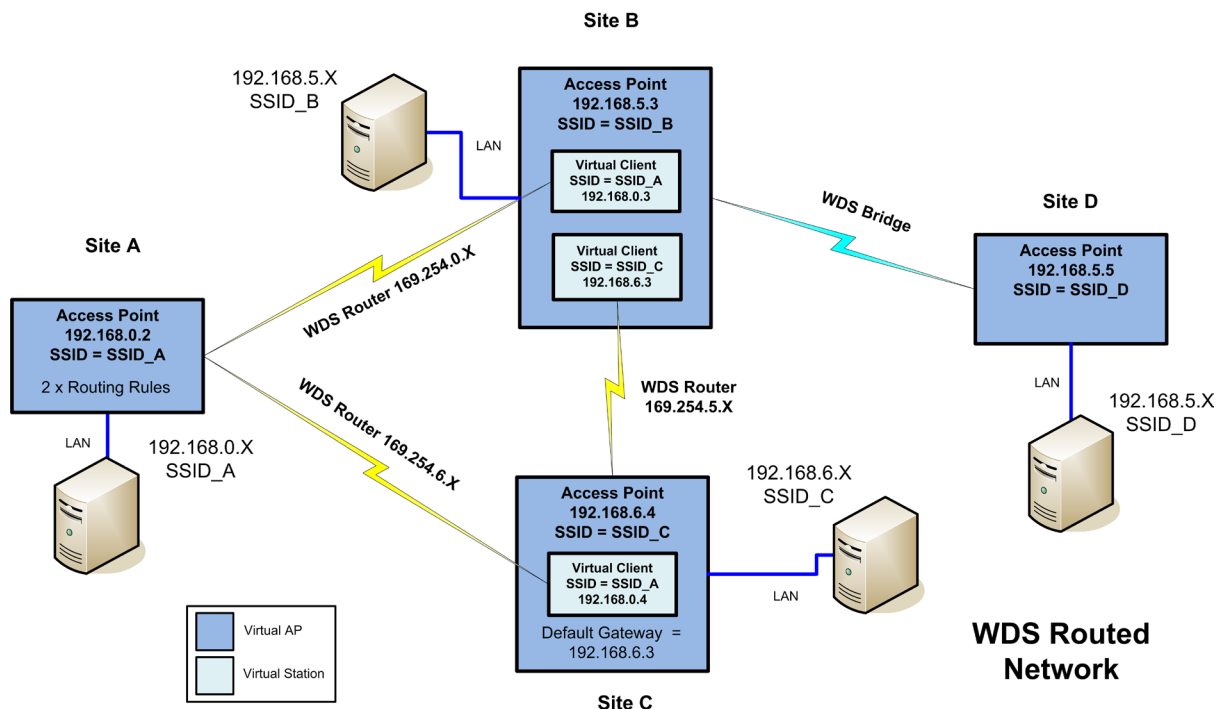 Site B
192.168.5.X
SSID_B
LAN
Access Point
192.168.5.3
SSID = SSID_B
Virtual Client
SSID = SSID_A
192.168.0.3
Virtual Client
SSID = SSID_C
192.168.6.3
WDS Bridge
Site D
Access Point
192.168.5.5
SSID = SSID_D
LAN
192.168.5.X
SSID_D
Site A
Access Point
192.168.0.2
SSID = SSID_A
2 x Routing Rules
LAN
192.168.0.X
SSID_A
WDS Router 169.254.0.X
WDS Router 169.254.6.X
WDS Router
169.254.5.X
Access Point
192.168.6.4
SSID = SSID_C
Virtual Client
SSID = SSID_A
192.168.0.4
Default Gateway =
192.168.6.3
Site C
192.168.6.X
SSID_C
LAN
Virtual AP
Virtual Station
WDS Routed
Network